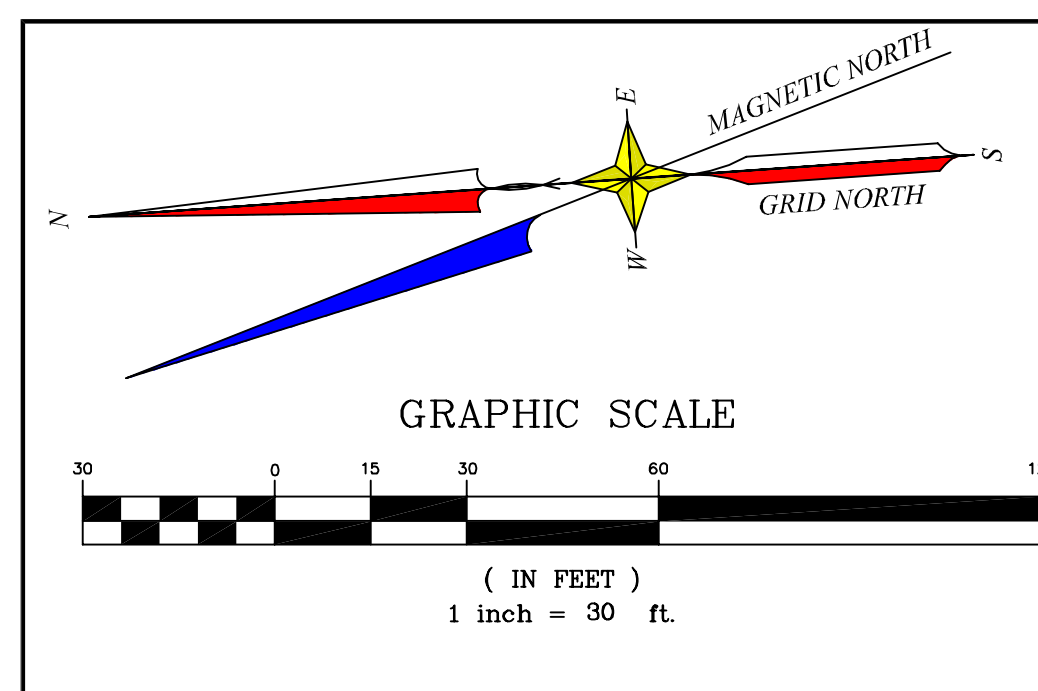 MAGNETIC NORTH
E
S
N
GRID NORTH
W
GRAPHIC SCALE
30 0 15 30 60
( IN FEET )
1 inch = 30 ft.